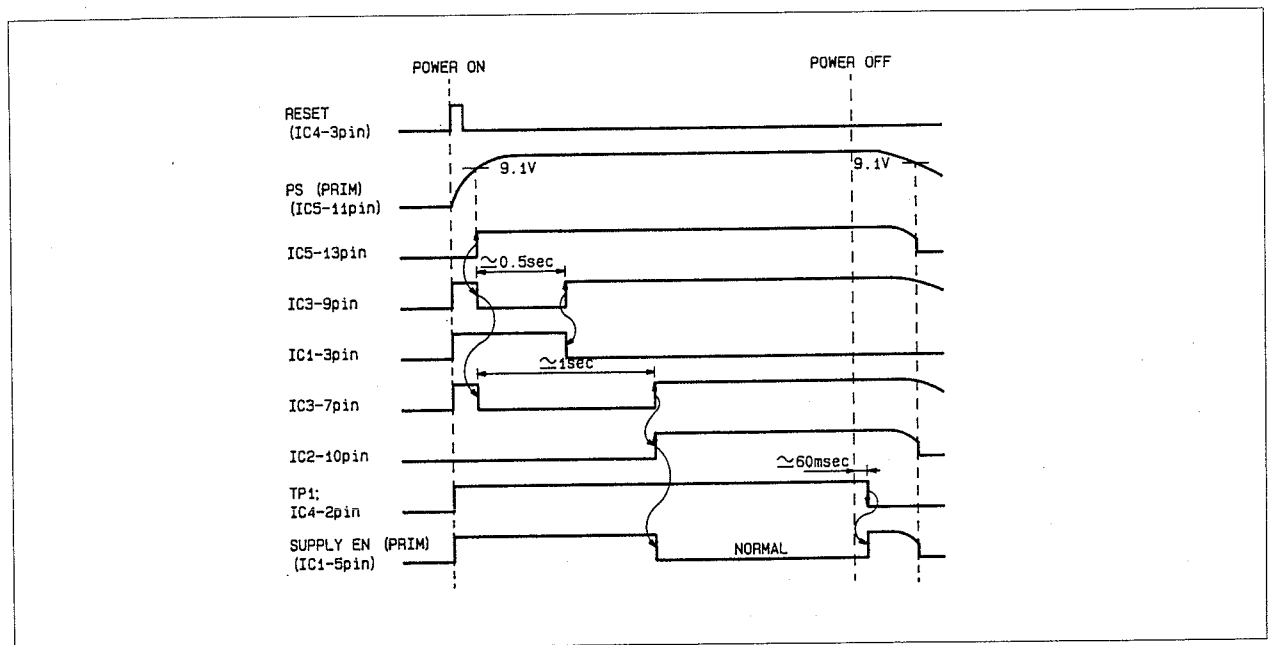 POWER ON
POWER OFF
RESET
(IC4-3pin)
9.1V
9.1V
PS (PRIM)
(IC5-11pin)
IC5-13pin
≃0.5sec
IC3-9pin
IC1-3pin
≃1sec
IC3-7pin
IC2-10pin
≃60msec
TP1;
IC4-2pin
SUPPLY EN (PRIM)
(IC1-5pin)
NORMAL